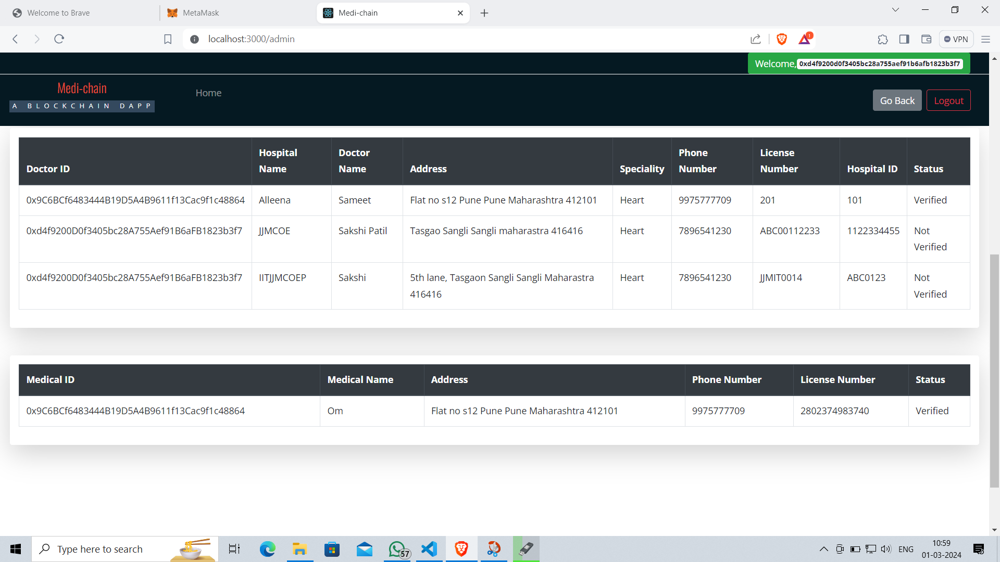 Welcome to Brave
MetaMask
Medi-chain
localhost:3000/admin
1
VPN
Welcome, 0xd4f9200d0f3405bc28a755aef91b6afb1823b3f7
Medi-chain
A BLOCKCHAIN DAPP
Home
Go Back
Logout
Doctor ID Hospital Name Doctor Name Address Speciality Phone Number License Number Hospital ID Status
0x9C6BCf6483444B19D5A4B9611f13Cac9f1c48864 Alleena Sameet Flat no s12 Pune Pune Maharashtra 412101 Heart 9975777709 201 101 Verified
0xd4f9200D0f3405bc28A755Aef91B6aFB1823b3f7 JJMCOE Sakshi Patil Tasgao Sangli Sangli maharastra 416416 Heart 7896541230 ABC00112233 1122334455 Not Verified
0xd4f9200D0f3405bc28A755Aef91B6aFB1823b3f7 IITJJMCOEP Sakshi 5th lane, Tasgaon Sangli Sangli Maharastra 416416 Heart 7896541230 JJMIT0014 ABC0123 Not Verified
Medical ID Medical Name Address Phone Number License Number Status
0x9C6BCf6483444B19D5A4B9611f13Cac9f1c48864 Om Flat no s12 Pune Pune Maharashtra 412101 9975777709 2802374983740 Verified
Type here to search
57
ENG
10:59
01-03-2024